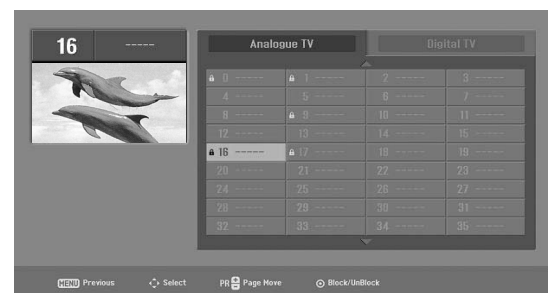 16 -----
Analogue TV Digital TV
0 ----- 1 ----- 2 ----- 3 -----
4 ----- 5 ----- 6 ----- 7 -----
8 ----- 9 ----- 10 ----- 11 -----
12 ----- 13 ----- 14 ----- 15 -----
16 ----- 17 ----- 18 ----- 19 -----
20 ----- 21 ----- 22 ----- 23 -----
24 ----- 25 ----- 26 ----- 27 -----
28 ----- 29 ----- 30 ----- 31 -----
32 ----- 33 ----- 34 ----- 35 -----
MENU Previous Select PR Page Move Block/UnBlock